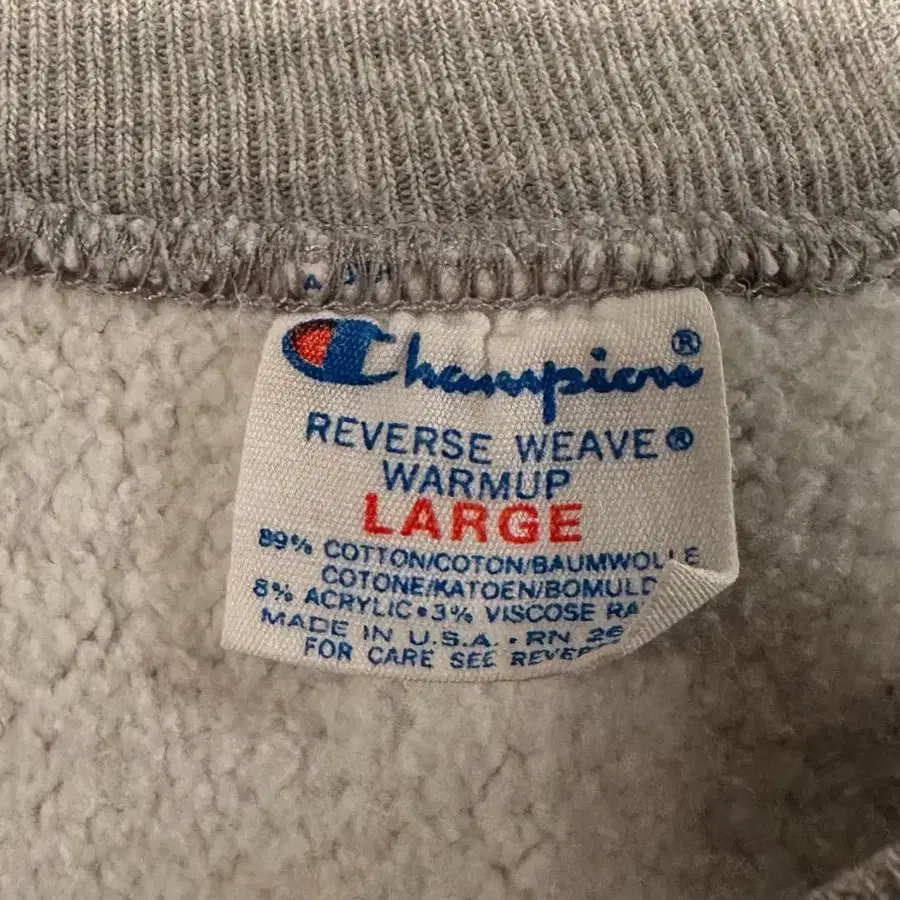 Champion®
REVERSE WEAVE®
WARMUP
LARGE
89% COTTON/COTON/BAUMWOLLE
COTONE/KATOEN/BOMULD
8% ACRYLIC • 3% VISCOSE
MADE IN U.S.A. • RN
FOR CARE SEE